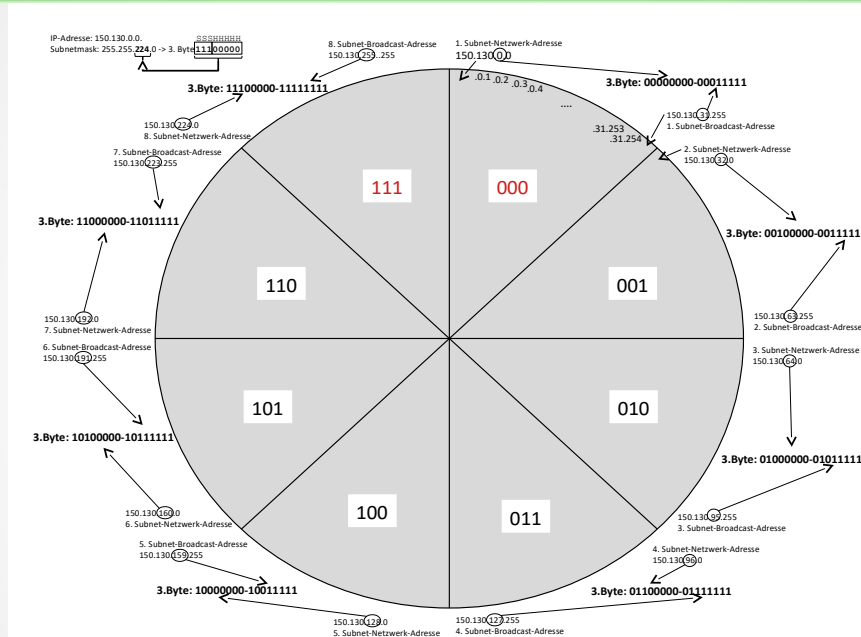 IP-Adresse: 150.130.0.0.
SSSHHHHH
Subnetmask: 255.255.224.0 -> 3. Byte 11100000
8. Subnet-Broadcast-Adresse
150.130.255..255
1. Subnet-Netzwerk-Adresse
150.130.0.0
3.Byte: 11100000-11111111
3.Byte: 00000000-00011111
.0.1
.0.2
.0.3
.0.4
....
.31.253
.31.254
150.130.224.0
8. Subnet-Netzwerk-Adresse
150.130.31.255
1. Subnet-Broadcast-Adresse
7. Subnet-Broadcast-Adresse
150.130.223.255
2. Subnet-Netzwerk-Adresse
150.130.32.0
111
000
3.Byte: 11000000-11011111
3.Byte: 00100000-0011111
110
001
150.130.192.0
7. Subnet-Netzwerk-Adresse
150.130.63.255
2. Subnet-Broadcast-Adresse
6. Subnet-Broadcast-Adresse
150.130.191.255
3. Subnet-Netzwerk-Adresse
150.130.64.0
101
010
3.Byte: 10100000-10111111
3.Byte: 01000000-01011111
100
011
150.130.160.0
6. Subnet-Netzwerk-Adresse
150.130.95.255
3. Subnet-Broadcast-Adresse
5. Subnet-Broadcast-Adresse
150.130.159.255
4. Subnet-Netzwerk-Adresse
150.130.96.0
3.Byte: 10000000-10011111
3.Byte: 01100000-01111111
150.130.128.0
5. Subnet-Netzwerk-Adresse
150.130.127.255
4. Subnet-Broadcast-Adresse